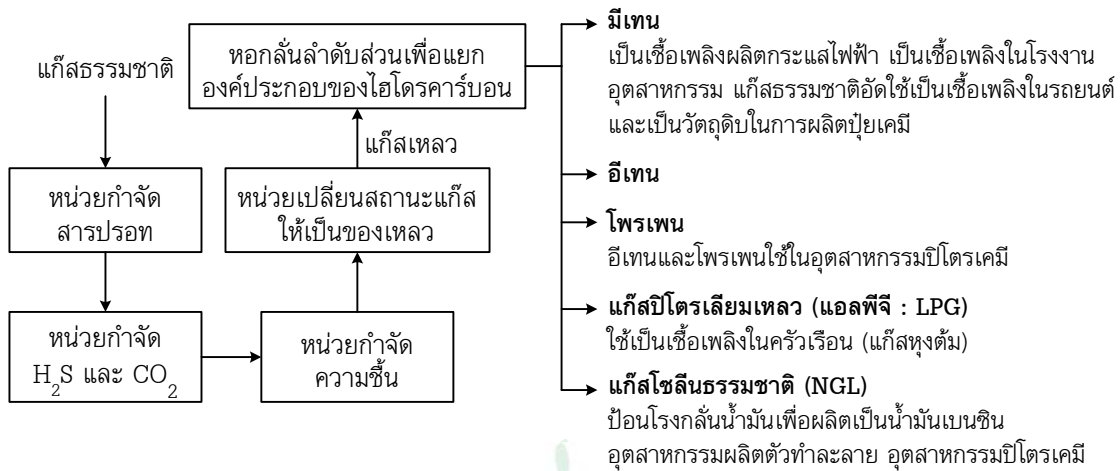 แก๊สธรรมชาติ
หน่วยกำจัด
สารปรอท
หน่วยกำจัด
H₂S และ CO₂
หน่วยกำจัด
ความชื้น
หน่วยเปลี่ยนสถานะแก๊ส
ให้เป็นของเหลว
แก๊สเหลว
หอกลั่นลำดับส่วนเพื่อแยก
องค์ประกอบของไฮโดรคาร์บอน
มีเทน
เป็นเชื้อเพลิงผลิตกระแสไฟฟ้า เป็นเชื้อเพลิงในโรงงาน
อุตสาหกรรม แก๊สธรรมชาติอัดใช้เป็นเชื้อเพลิงในรถยนต์
และเป็นวัตถุดิบในการผลิตปุ๋ยเคมี
อีเทน
โพรเพน
อีเทนและโพรเพนใช้ในอุตสาหกรรมปิโตรเคมี
แก๊สปิโตรเลียมเหลว (แอลพีจี : LPG)
ใช้เป็นเชื้อเพลิงในครัวเรือน (แก๊สหุงต้ม)
แก๊สโซลีนธรรมชาติ (NGL)
ป้อนโรงกลั่นน้ำมันเพื่อผลิตเป็นน้ำมันเบนซิน
อุตสาหกรรมผลิตตัวทำละลาย อุตสาหกรรมปิโตรเคมี